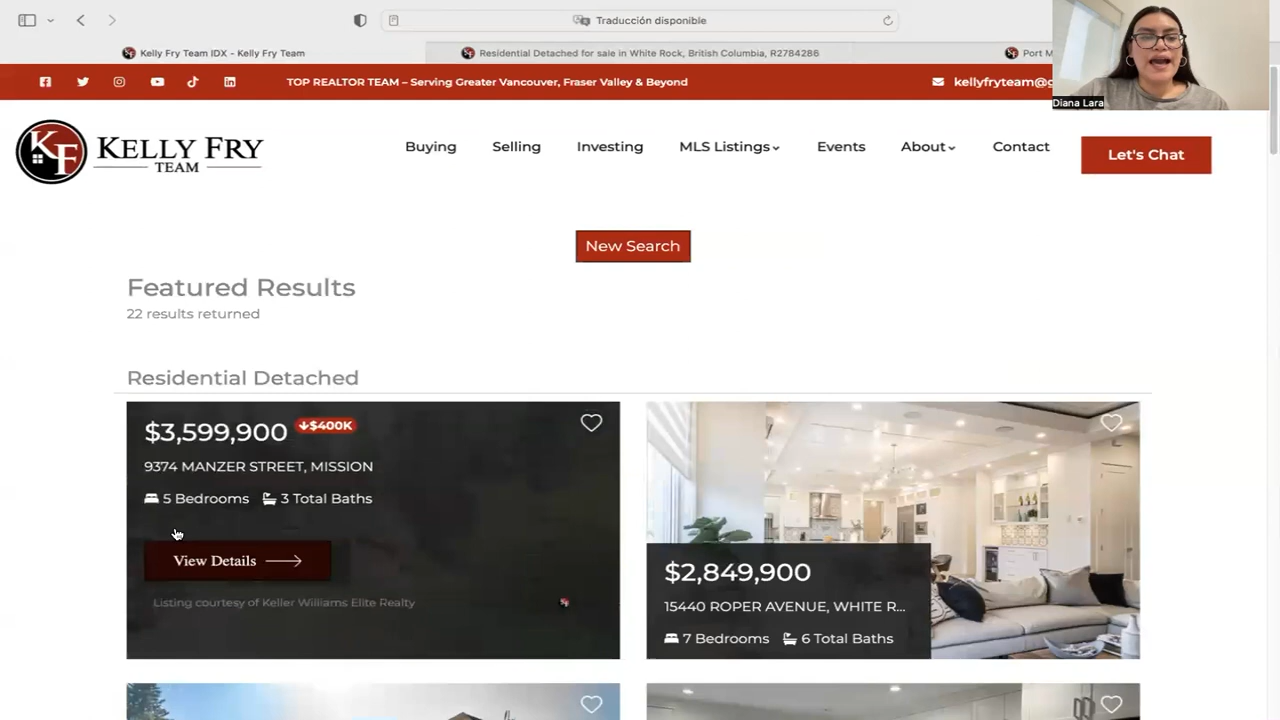 Traducción disponible
Kelly Fry Team IDX - Kelly Fry Team
Residential Detached for sale in White Rock, British Columbia, R2784286
Port M
TOP REALTOR TEAM – Serving Greater Vancouver, Fraser Valley & Beyond
kellyfryteam@g
Diana Lara
KF
KELLY FRY
TEAM
Buying
Selling
Investing
MLS Listings
Events
About
Contact
Let's Chat
New Search
Featured Results
22 results returned
Residential Detached
$3,599,900
$400K
9374 MANZER STREET, MISSION
5 Bedrooms 3 Total Baths
View Details
Listing courtesy of Keller Williams Elite Realty
$2,849,900
15440 ROPER AVENUE, WHITE R...
7 Bedrooms 6 Total Baths